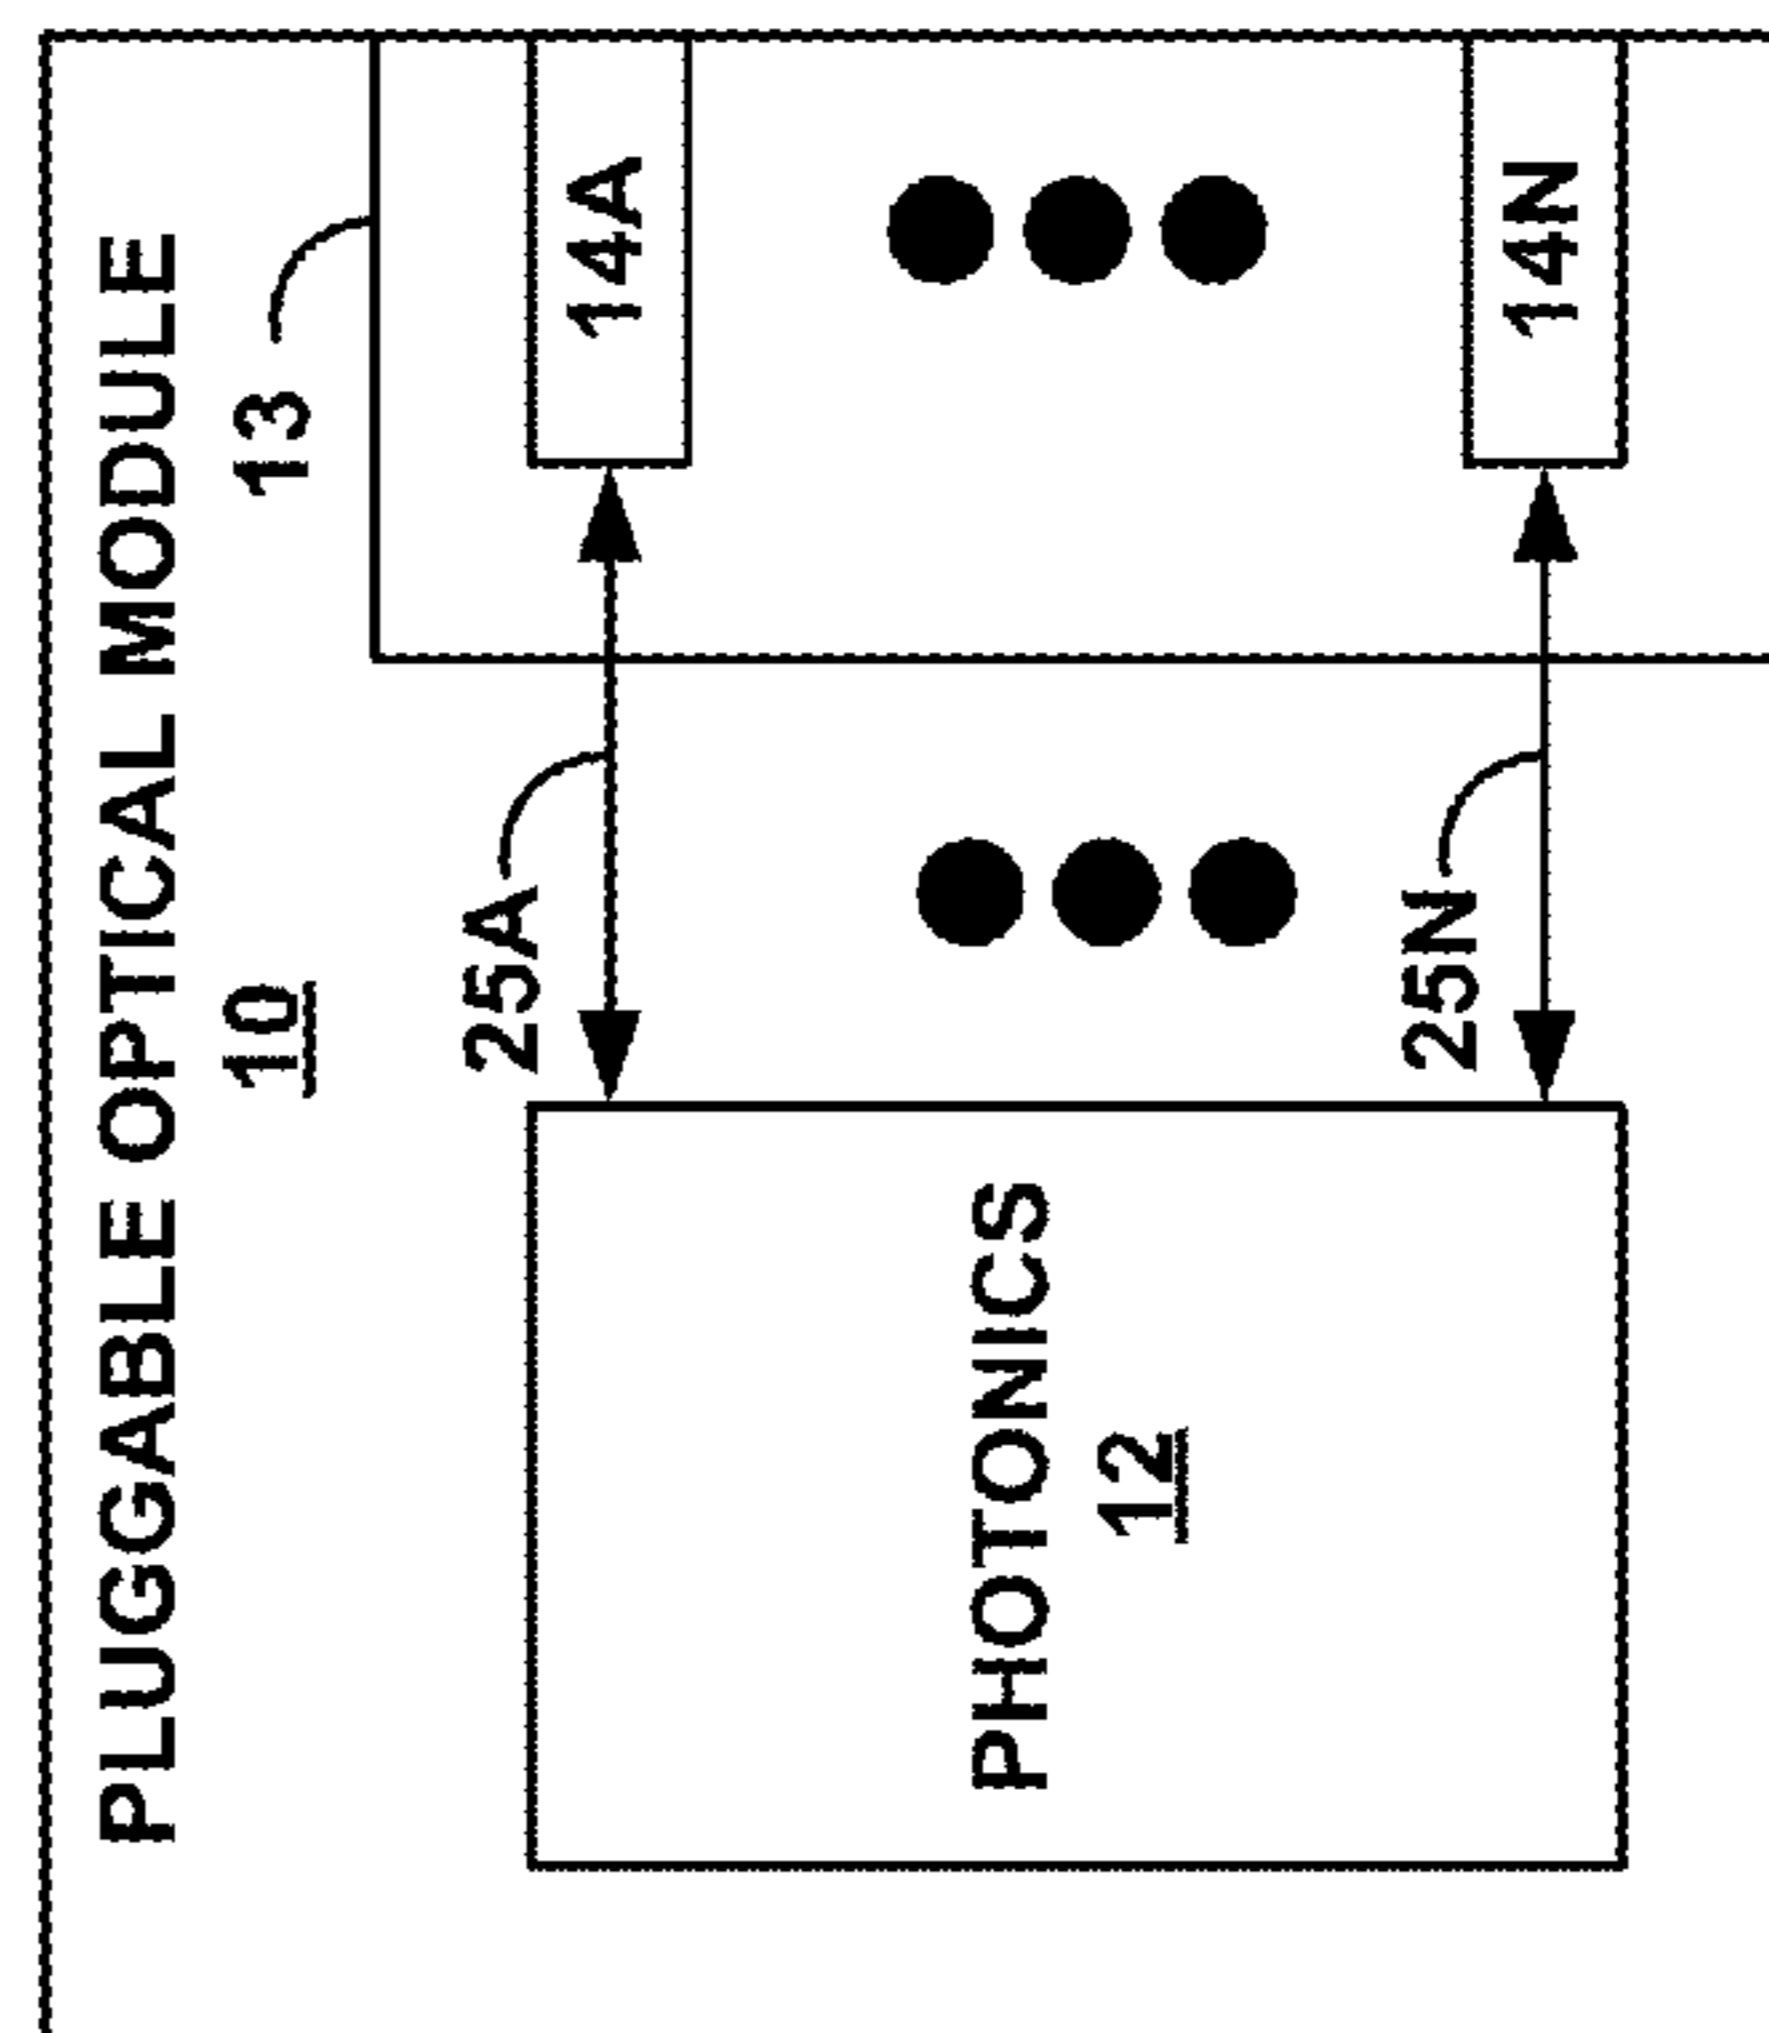 PLUGGABLE OPTICAL MODULE
10
13
25A
14A
PHOTONICS
12
25N
14N